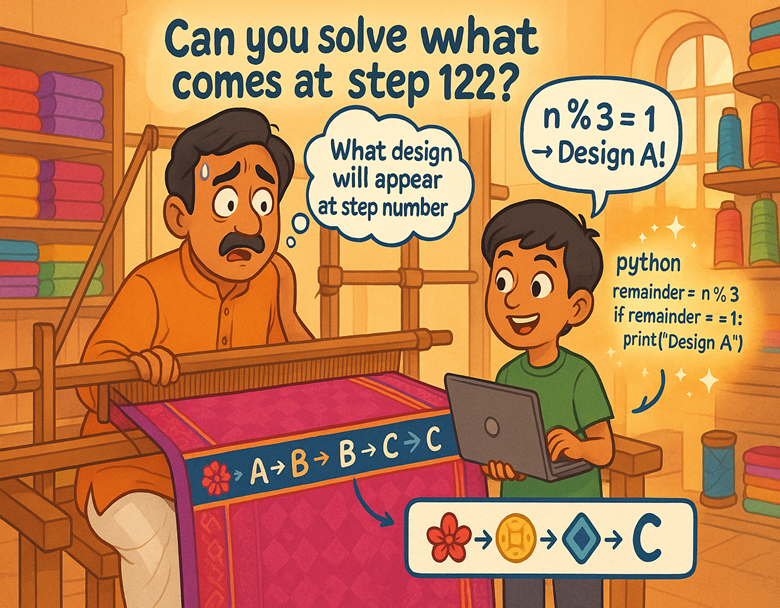 Can you solve what
comes at step 122?
What design
will appear
at step number
n % 3 = 1
→ Design A!
python
remainder = n % 3
if remainder = = 1:
print("Design A")
→ A → B → B → C → C
→ → → C